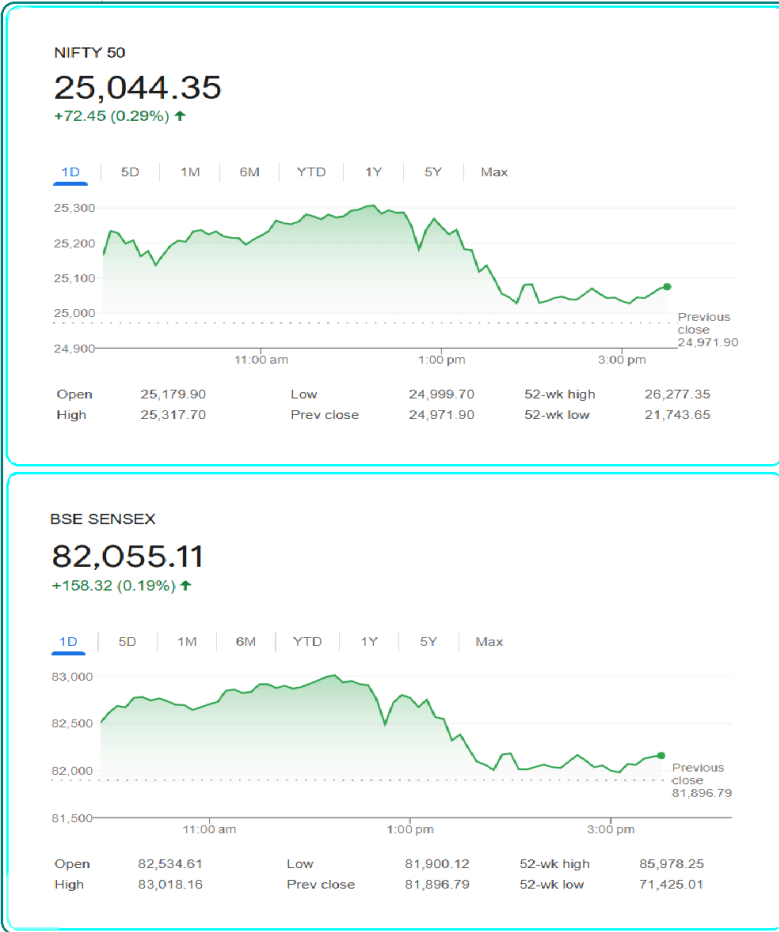 NIFTY 50
25,044.35
+72.45 (0.29%) ↑
1D 5D 1M 6M YTD 1Y 5Y Max
25,300
25,200
25,100
25,000
24,900
Previous
close
24,971.90
11:00 am 1:00 pm 3:00 pm
Open 25,179.90 Low 24,999.70 52-wk high 26,277.35
High 25,317.70 Prev close 24,971.90 52-wk low 21,743.65
BSE SENSEX
82,055.11
+158.32 (0.19%) ↑
1D 5D 1M 6M YTD 1Y 5Y Max
83,000
82,500
82,000
81,500
Previous
close
81,896.79
11:00 am 1:00 pm 3:00 pm
Open 82,534.61 Low 81,900.12 52-wk high 85,978.25
High 83,018.16 Prev close 81,896.79 52-wk low 71,425.01